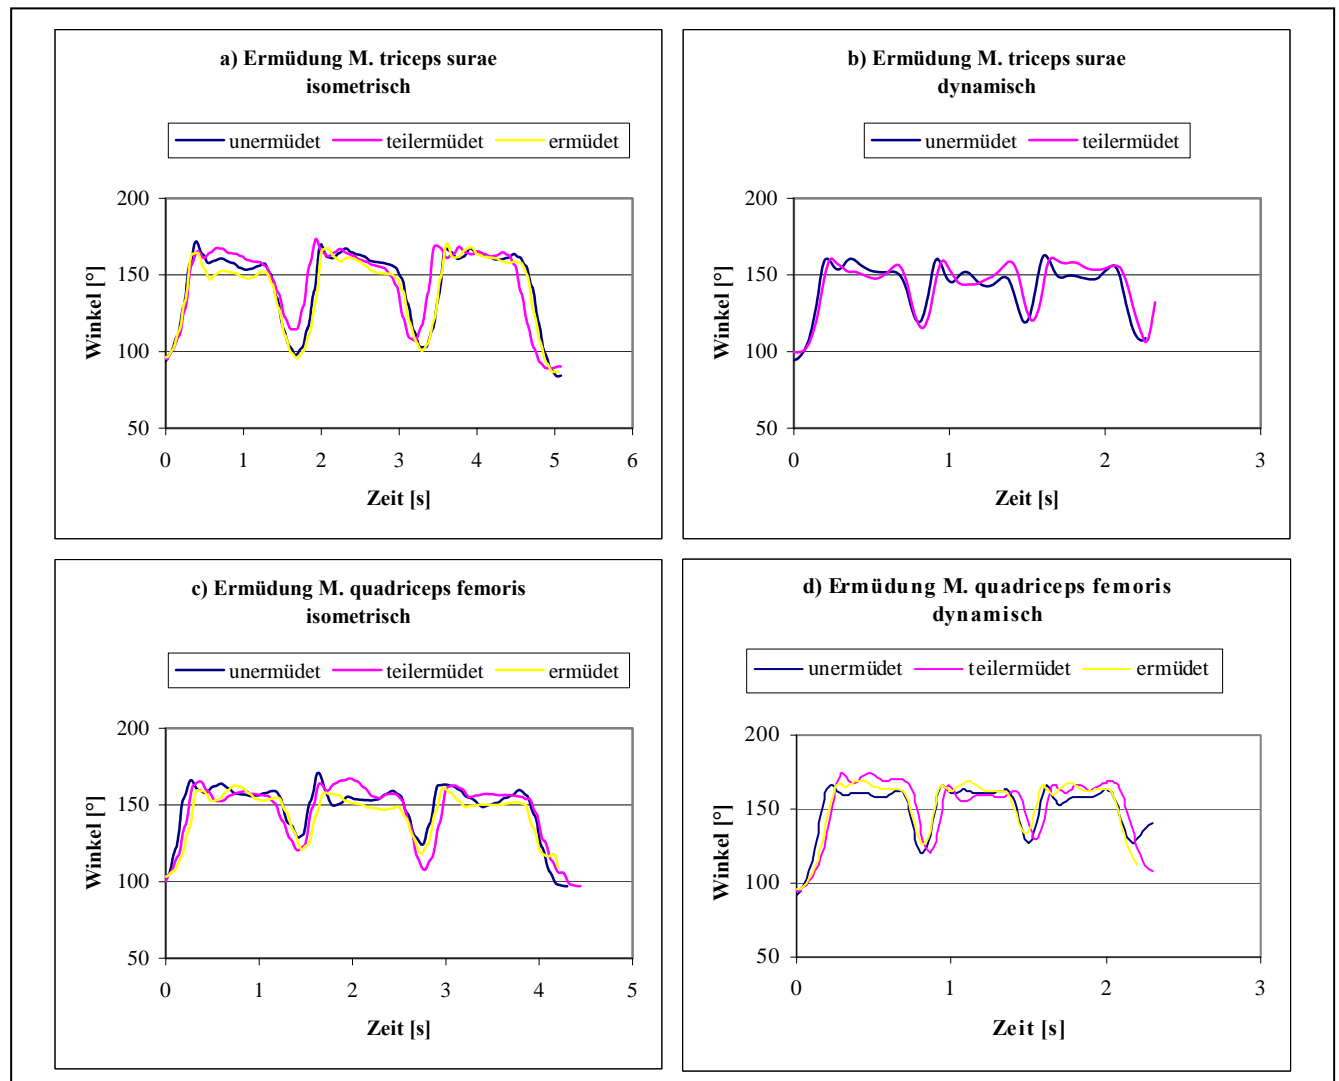 a) Ermüdung M. triceps surae
isometrisch
unermüdet teilermüdet ermüdet
200
150
100
50
Winkel [°]
0 1 2 3 4 5 6
Zeit [s]
b) Ermüdung M. triceps surae
dynamisch
unermüdet teilermüdet
200
150
100
50
Winkel [°]
0 1 2 3
Zeit [s]
c) Ermüdung M. quadriceps femoris
isometrisch
unermüdet teilermüdet ermüdet
200
150
100
50
Winkel [°]
0 1 2 3 4 5
Zeit [s]
d) Ermüdung M. quadriceps femoris
dynamisch
unermüdet teilermüdet ermüdet
200
150
100
50
Winkel [°]
0 1 2 3
Zeit [s]